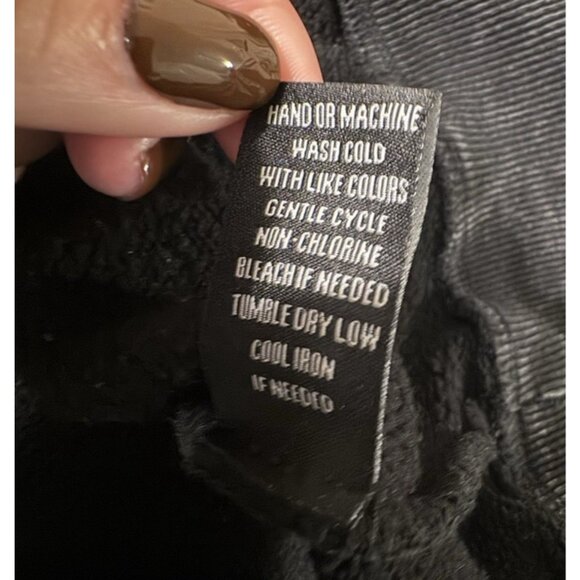 HAND OR MACHINE
WASH COLD
WITH LIKE COLORS
GENTLE CYCLE
NON-CHLORINE
BLEACH IF NEEDED
TUMBLE DRY LOW
COOL IRON
IF NEEDED